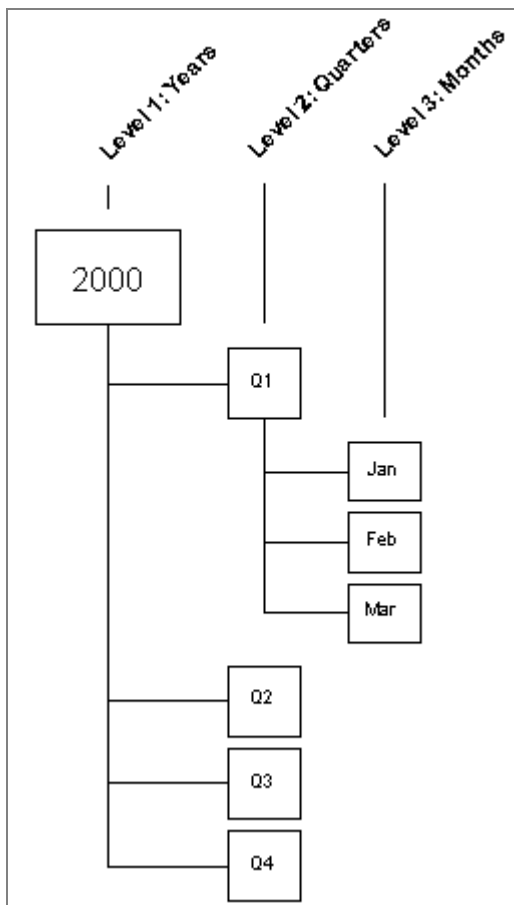 Level 1: Years
Level 2: Quarters
Level 3: Months
2000
Q1
Jan
Feb
Mar
Q2
Q3
Q4